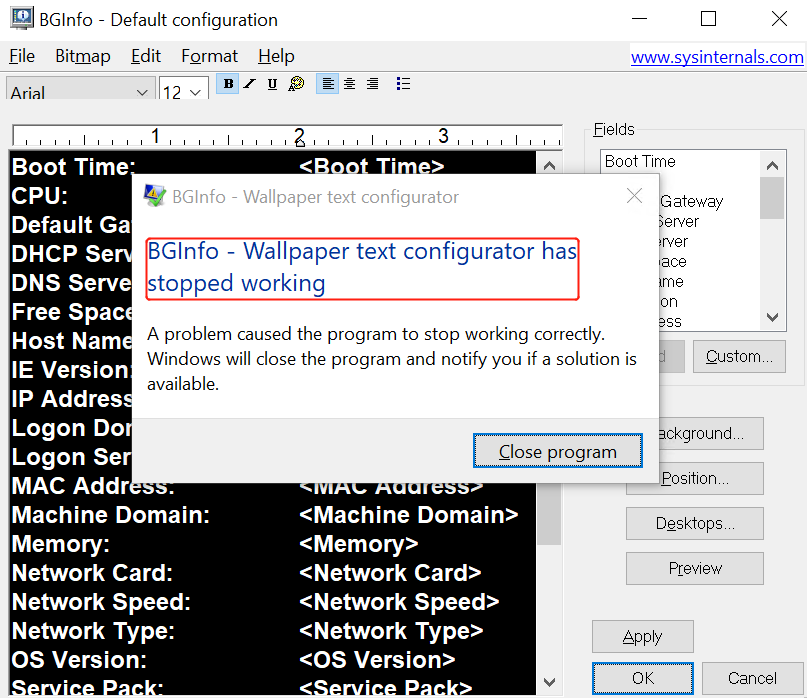 BGInfo - Default configuration
File Bitmap Edit Format Help
www.sysinternals.com
Arial 12 B I U
1 2 3
Fields
Boot Time: <Boot Time>
CPU:
Default Ga
DHCP Serv
DNS Serve
Free Space
Host Name
IE Version:
IP Address
Logon Dor
Logon Ser
MAC Address: <MAC Address>
Machine Domain: <Machine Domain>
Memory: <Memory>
Network Card: <Network Card>
Network Speed: <Network Speed>
Network Type: <Network Type>
OS Version: <OS Version>
Service Pack: <Service Pack>
BGInfo - Wallpaper text configurator
BGInfo - Wallpaper text configurator has
stopped working
A problem caused the program to stop working correctly.
Windows will close the program and notify you if a solution is
available.
Close program
Boot Time
Gateway
Server
erver
ace
ame
on
ess
d
Custom...
ackground...
Position...
Desktops...
Preview
Apply
OK
Cancel